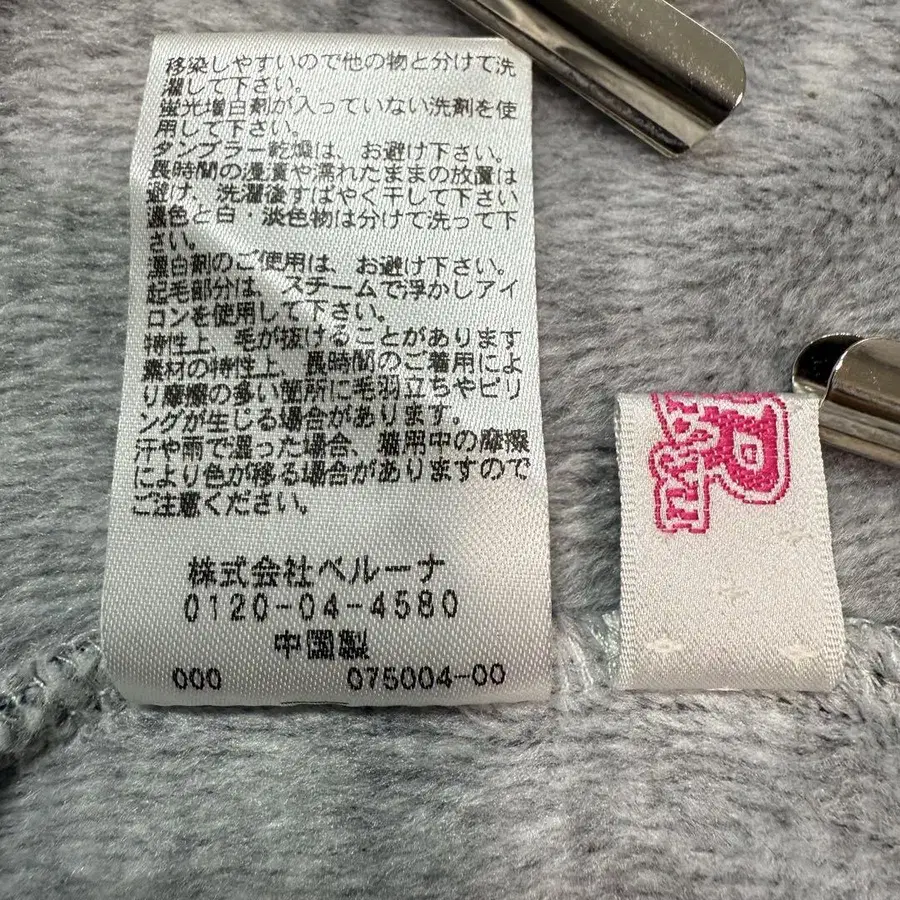 移染しやすいので他の物と分けて洗
濯して下さい。
蛍光増白剤が入っていない洗剤を使
用して下さい。
タンブラー乾燥は、お避け下さい。
長時間の浸漬や濡れたままの放置は
避け、洗濯後すばやく干して下さい
濃色と白・淡色物は分けて洗って下
さい。
漂白剤のご使用は、お避け下さい。
起毛部分は、スチームで浮かしアイ
ロンを使用して下さい。
特性上、毛が抜けることがあります
素材の特性上、長時間のご着用によ
り摩擦の多い箇所に毛羽立ちやピリ
ングが生じる場合があります。
汗や雨で湿った場合、着用中の摩擦
により色が移る場合がありますので
ご注意ください。
株式会社ベルーナ
0120-04-4580
中国製
000 075004-00